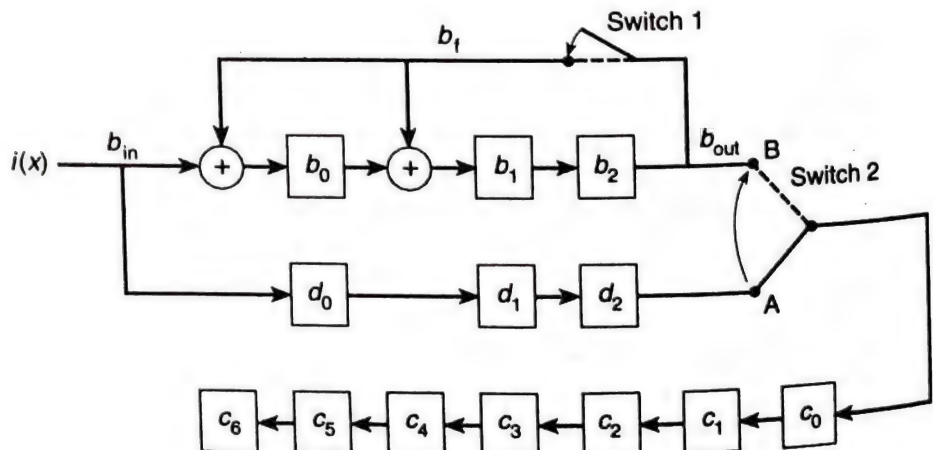 Switch 1
b_f
i(x)
b_in
+
b_0
+
b_1
b_2
b_out
B
Switch 2
d_0
d_1
d_2
A
c_6
c_5
c_4
c_3
c_2
c_1
c_0